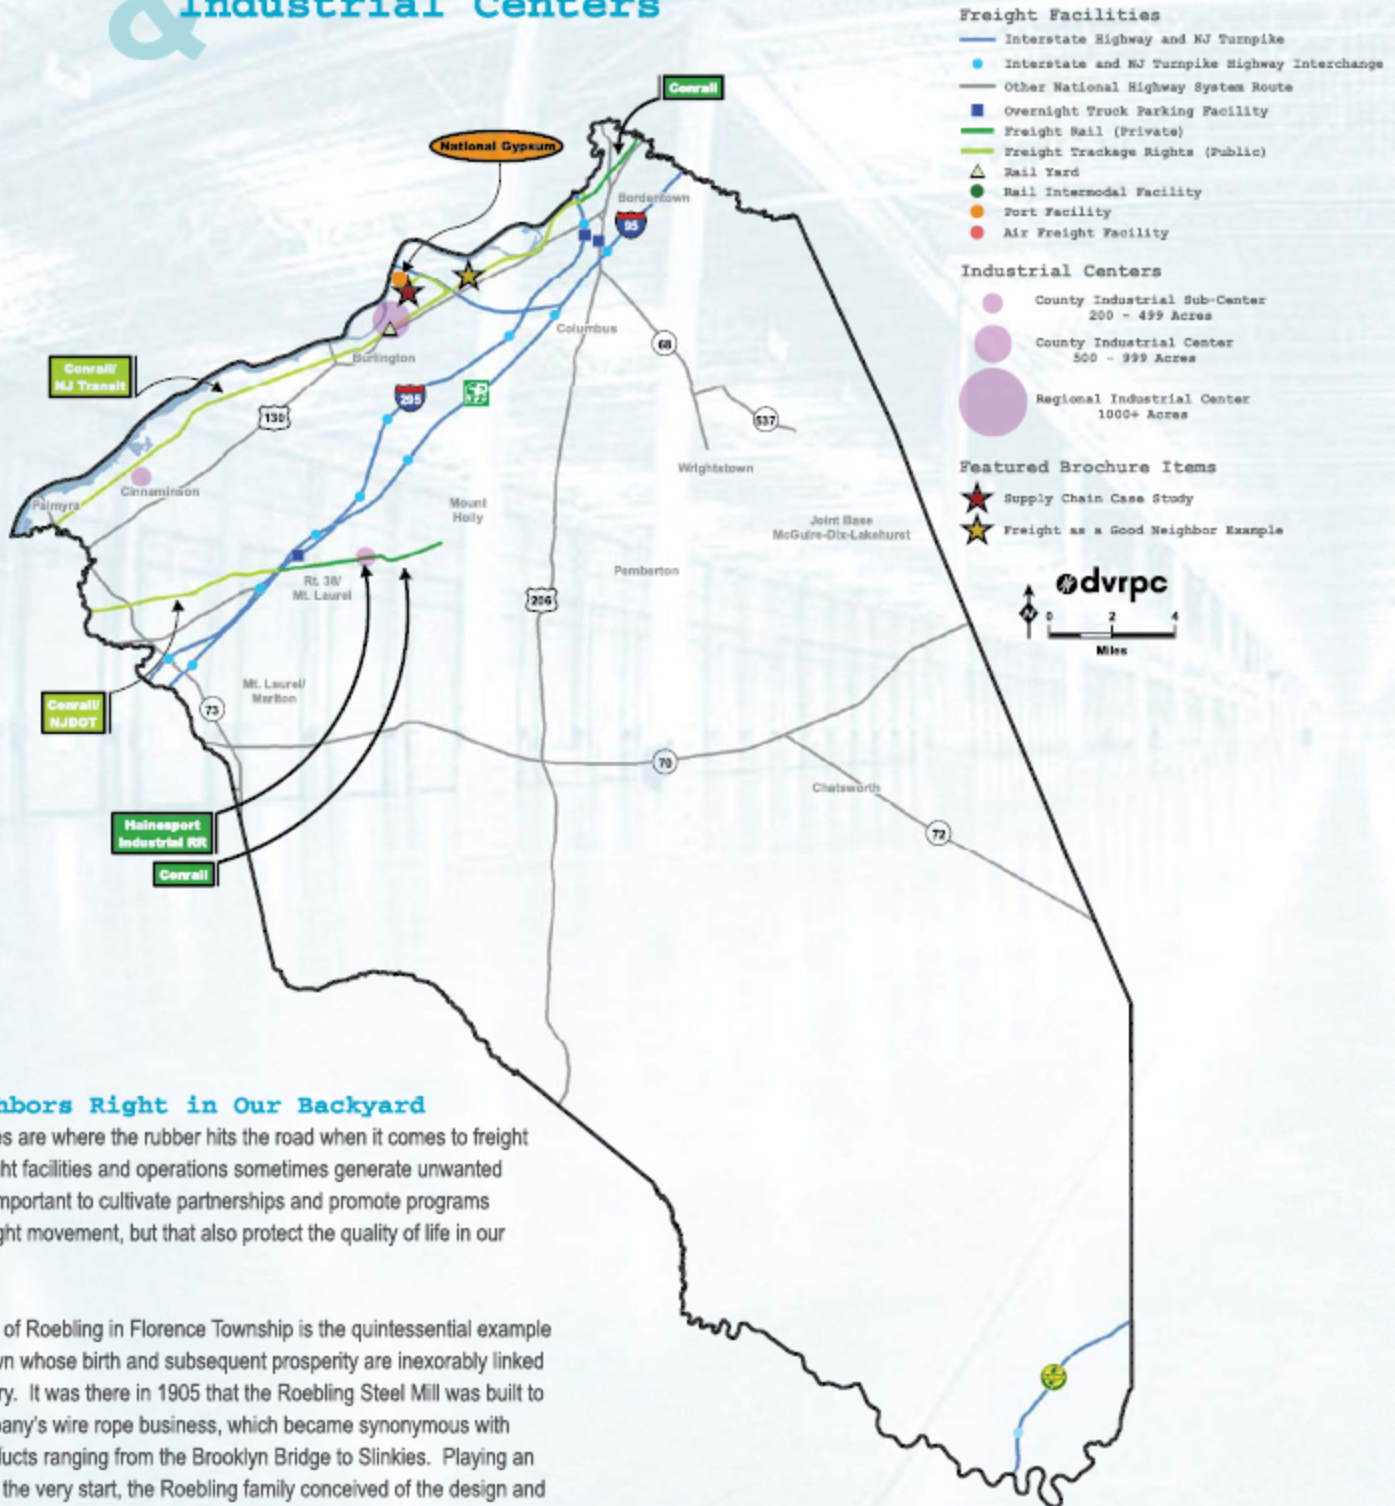 &
Industrial Centers
Freight Facilities
Interstate Highway and NJ Turnpike
Interstate and NJ Turnpike Highway Interchange
Other National Highway System Route
Overnight Truck Parking Facility
Freight Rail (Private)
Freight Trackage Rights (Public)
Rail Yard
Rail Intermodal Facility
Port Facility
Air Freight Facility
Industrial Centers
County Industrial Sub-Center
200 - 499 Acres
County Industrial Center
500 - 999 Acres
Regional Industrial Center
1000+ Acres
Featured Brochure Items
Supply Chain Case Study
Freight as a Good Neighbor Example
dvrpc
N
0 2 4
Miles
Conrail
National Gypsum
Bordentown
95
Columbus
68
Burlington
Conrail/
NJ Transit
295
130
537
Wrightstown
Cinnaminson
Palmyra
Mount
Holly
Joint Base
McGuire-Dix-Lakehurst
Pemberton
Rt. 38/
Mt. Laurel
206
Mt. Laurel/
Marlton
Conrail/
NJDOT
73
70
Chatsworth
72
Hainesport
Industrial RR
Conrail
hbors Right in Our Backyard
es are where the rubber hits the road when it comes to freight
ht facilities and operations sometimes generate unwanted
mportant to cultivate partnerships and promote programs
ght movement, but that also protect the quality of life in our
of Roebling in Florence Township is the quintessential example
vn whose birth and subsequent prosperity are inexorably linked
ry. It was there in 1905 that the Roebling Steel Mill was built to
pany's wire rope business, which became synonymous with
ducts ranging from the Brooklyn Bridge to Slinkies. Playing an
the very start, the Roebling family conceived of the design and